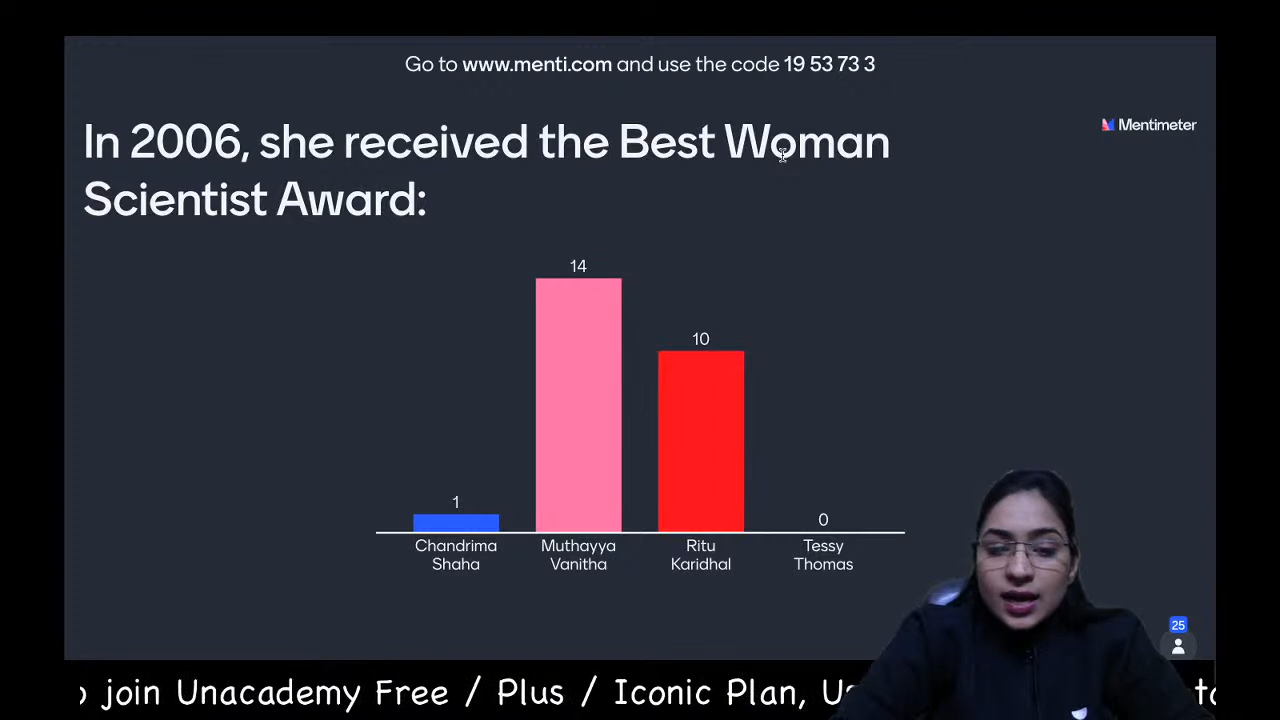 Go to www.menti.com and use the code 19 53 73 3
Mentimeter
In 2006, she received the Best Woman
Scientist Award:
14
10
1
0
Chandrima
Shaha
Muthayya
Vanitha
Ritu
Karidhal
Tessy
Thomas
25
join Unacademy Free / Plus / Iconic Plan,